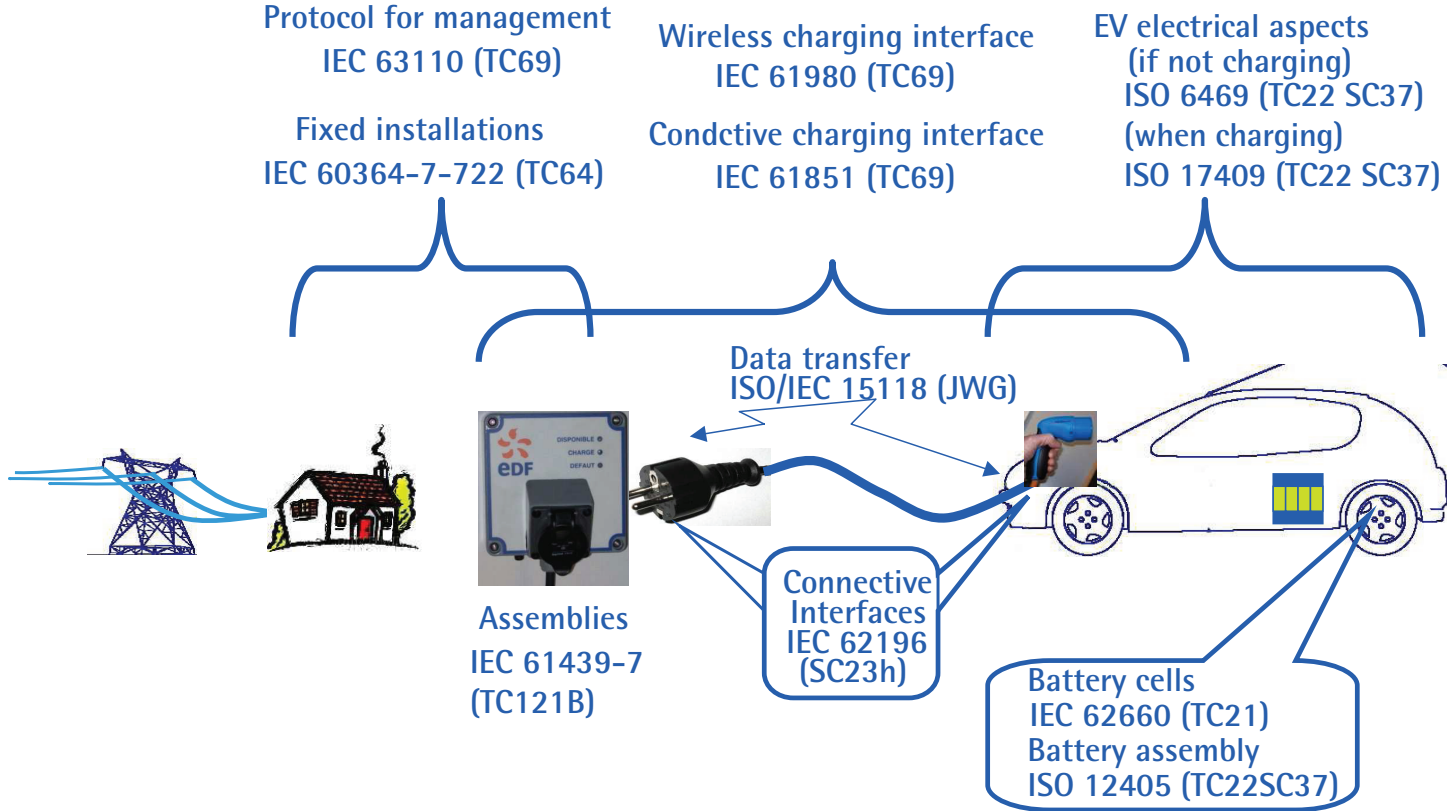 Protocol for management
IEC 63110 (TC69)
Fixed installations
IEC 60364-7-722 (TC64)
Wireless charging interface
IEC 61980 (TC69)
Condctive charging interface
IEC 61851 (TC69)
EV electrical aspects
(if not charging)
ISO 6469 (TC22 SC37)
(when charging)
ISO 17409 (TC22 SC37)
Data transfer
ISO/IEC 15118 (JWG)
DISPONIBLE
CHARGE
DEFAUT
eDF
Assemblies
IEC 61439-7
(TC121B)
Connective
Interfaces
IEC 62196
(SC23h)
Battery cells
IEC 62660 (TC21)
Battery assembly
ISO 12405 (TC22SC37)